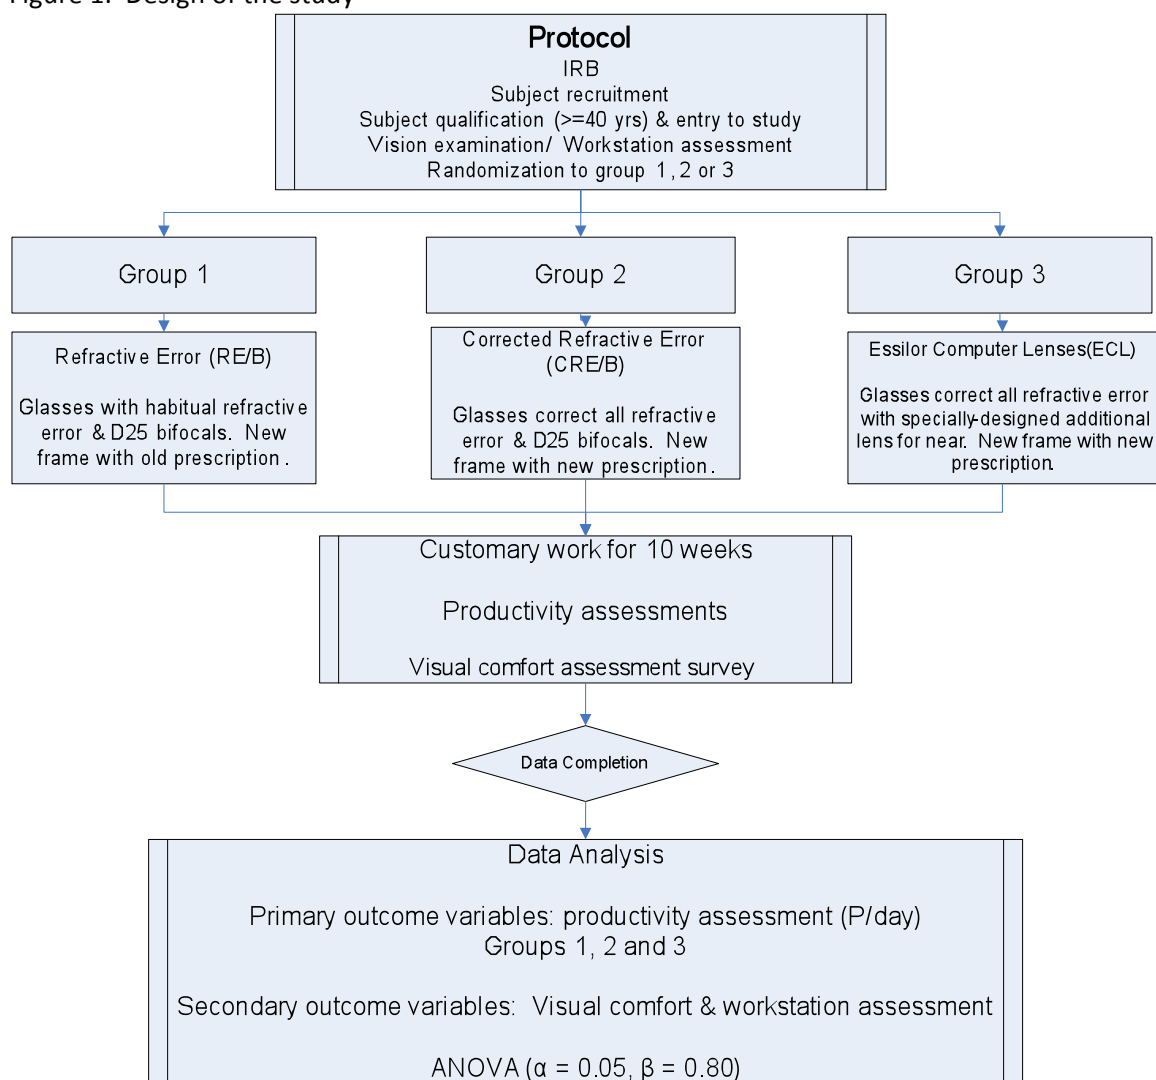 Figure 1. Design of the study
Protocol
IRB
Subject recruitment
Subject qualification (>=40 yrs) & entry to study
Vision examination/ Workstation assessment
Randomization to group 1, 2 or 3
Group 1
Group 2
Group 3
Refractive Error (RE/B)
Glasses with habitual refractive
error & D25 bifocals. New
frame with old prescription.
Corrected Refractive Error
(CRE/B)
Glasses correct all refractive
error & D25 bifocals. New
frame with new prescription.
Essilor Computer Lenses(ECL)
Glasses correct all refractive error
with specially-designed additional
lens for near. New frame with new
prescription.
Customary work for 10 weeks
Productivity assessments
Visual comfort assessment survey
Data Completion
Data Analysis
Primary outcome variables: productivity assessment (P/day)
Groups 1, 2 and 3
Secondary outcome variables: Visual comfort & workstation assessment
ANOVA (α = 0.05, β = 0.80)